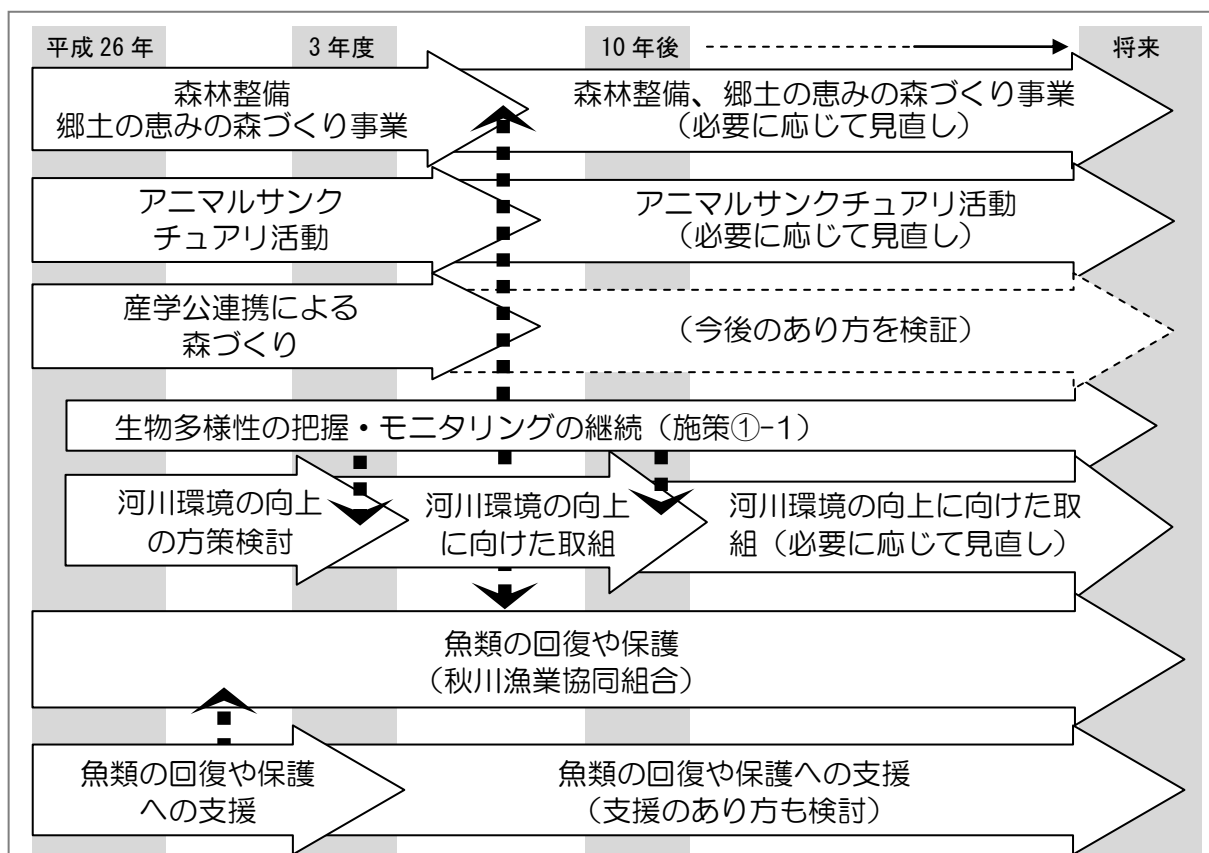 平成 26 年
3 年度
10 年後
将来
森林整備
郷土の恵みの森づくり事業
森林整備、郷土の恵みの森づくり事業
（必要に応じて見直し）
アニマルサンク
チュアリ活動
アニマルサンクチュアリ活動
（必要に応じて見直し）
産学公連携による
森づくり
（今後のあり方を検証）
生物多様性の把握・モニタリングの継続（施策①-1）
河川環境の向上
の方策検討
河川環境の向上
に向けた取組
河川環境の向上に向けた取
組（必要に応じて見直し）
魚類の回復や保護
（秋川漁業協同組合）
魚類の回復や保護
への支援
魚類の回復や保護への支援
（支援のあり方も検討）